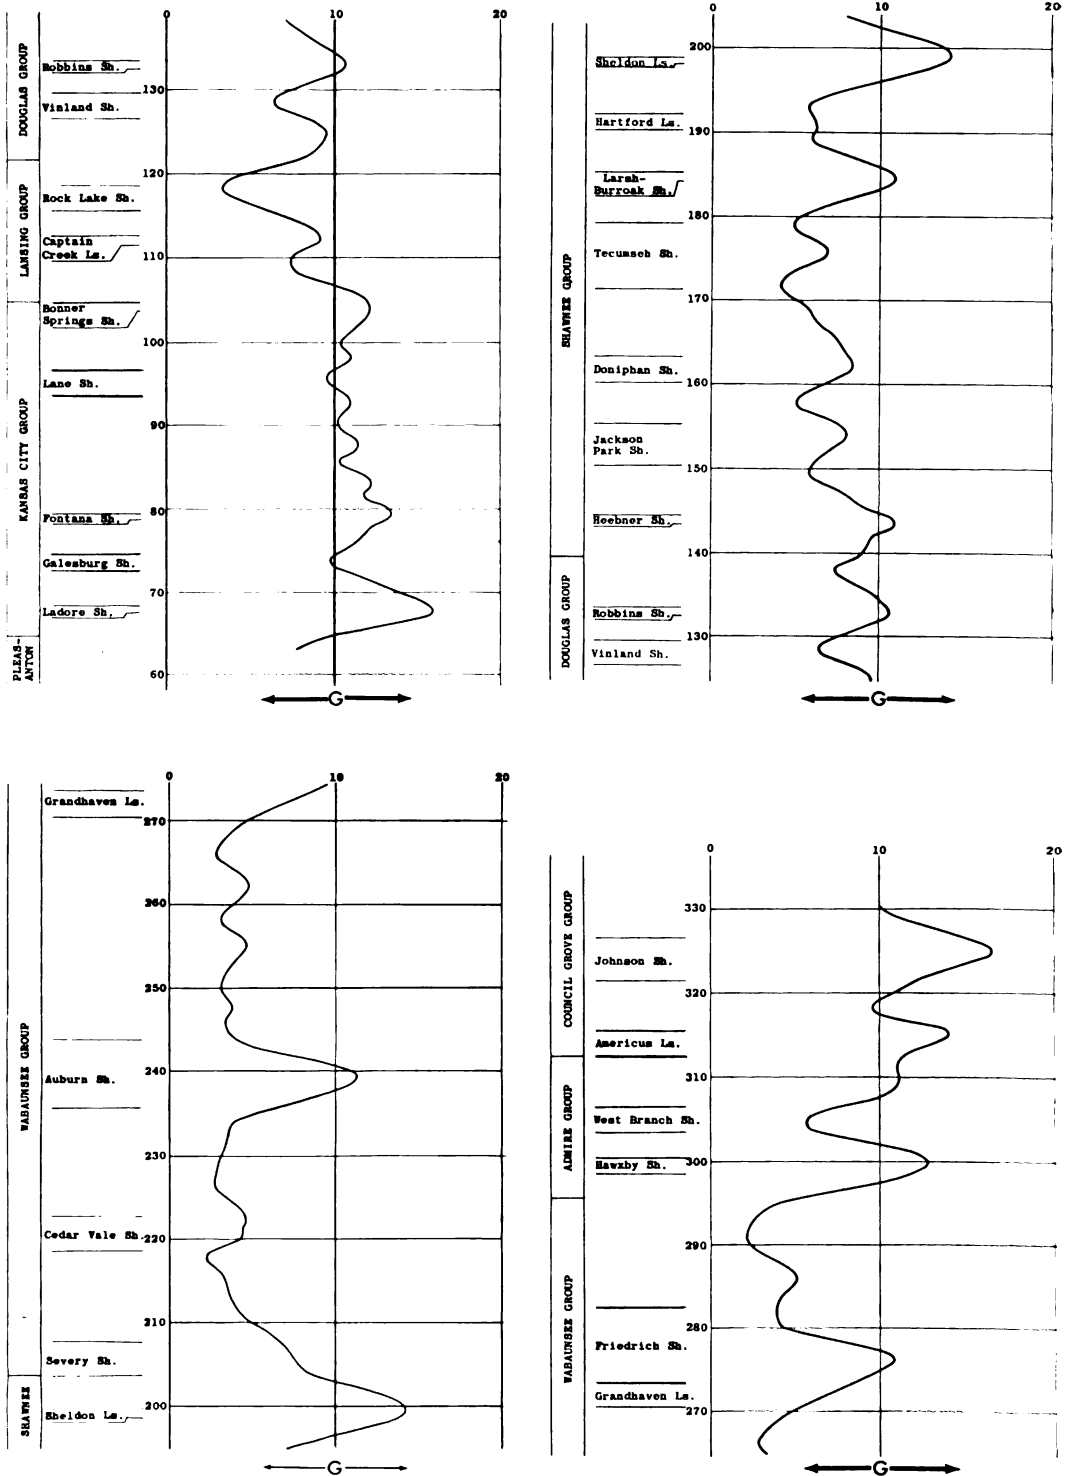 0 10 20
DOUGLAS GROUP
Robbins Sh.
130
Vinland Sh.
120
LANSING GROUP
Rock Lake Sh.
Captain
Creek Ls.
110
KANSAS CITY GROUP
Bonner
Springs Sh.
100
Lane Sh.
90
80
Fontana Sh.
Galesburg Sh.
70
Ladore Sh.
PLEAS-
ANTON
60
G
0 10 20
SHAWNEE GROUP
200
Sheldon Ls.
Hartford Ls.
190
Larsh-
Burroak Sh.
180
Tecumseh Sh.
170
Doniphan Sh.
160
Jackson
Park Sh.
150
Heebner Sh.
140
DOUGLAS GROUP
Robbins Sh.
130
Vinland Sh.
G
0 10 20
WABAUNSEE GROUP
Grandhaven Ls.
270
260
250
240
Auburn Sh.
230
Cedar Vale Sh.
220
210
Severy Sh.
SHAWNEE
200
Sheldon Ls.
G
0 10 20
COUNCIL GROVE GROUP
330
Johnson Sh.
320
Americus Ls.
310
ADMIRE GROUP
West Branch Sh.
300
Hawxby Sh.
WABAUNSEE GROUP
290
280
Friedrich Sh.
Grandhaven Ls.
270
G